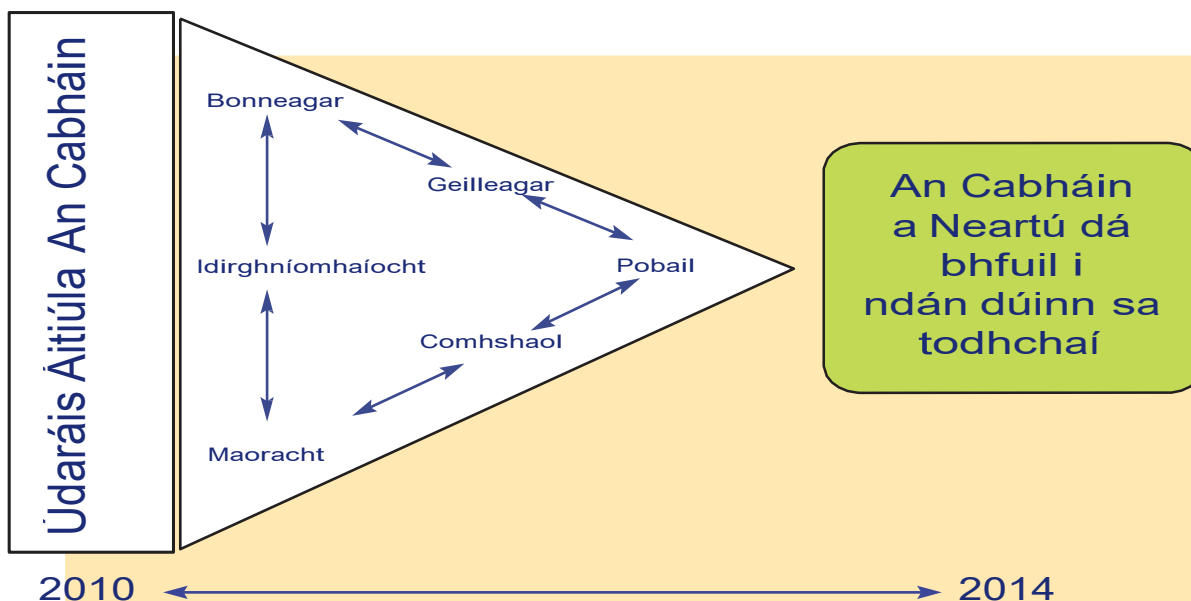 Údaráis Àitiúla An Cabháin
Bonneagar
Geilleagar
Idirghníomhaíocht
Pobail
Comhshaol
Maoracht
An Cabháin
a Neartú dá
bhfuil i
ndán dúinn sa
todhchaí
2010
2014